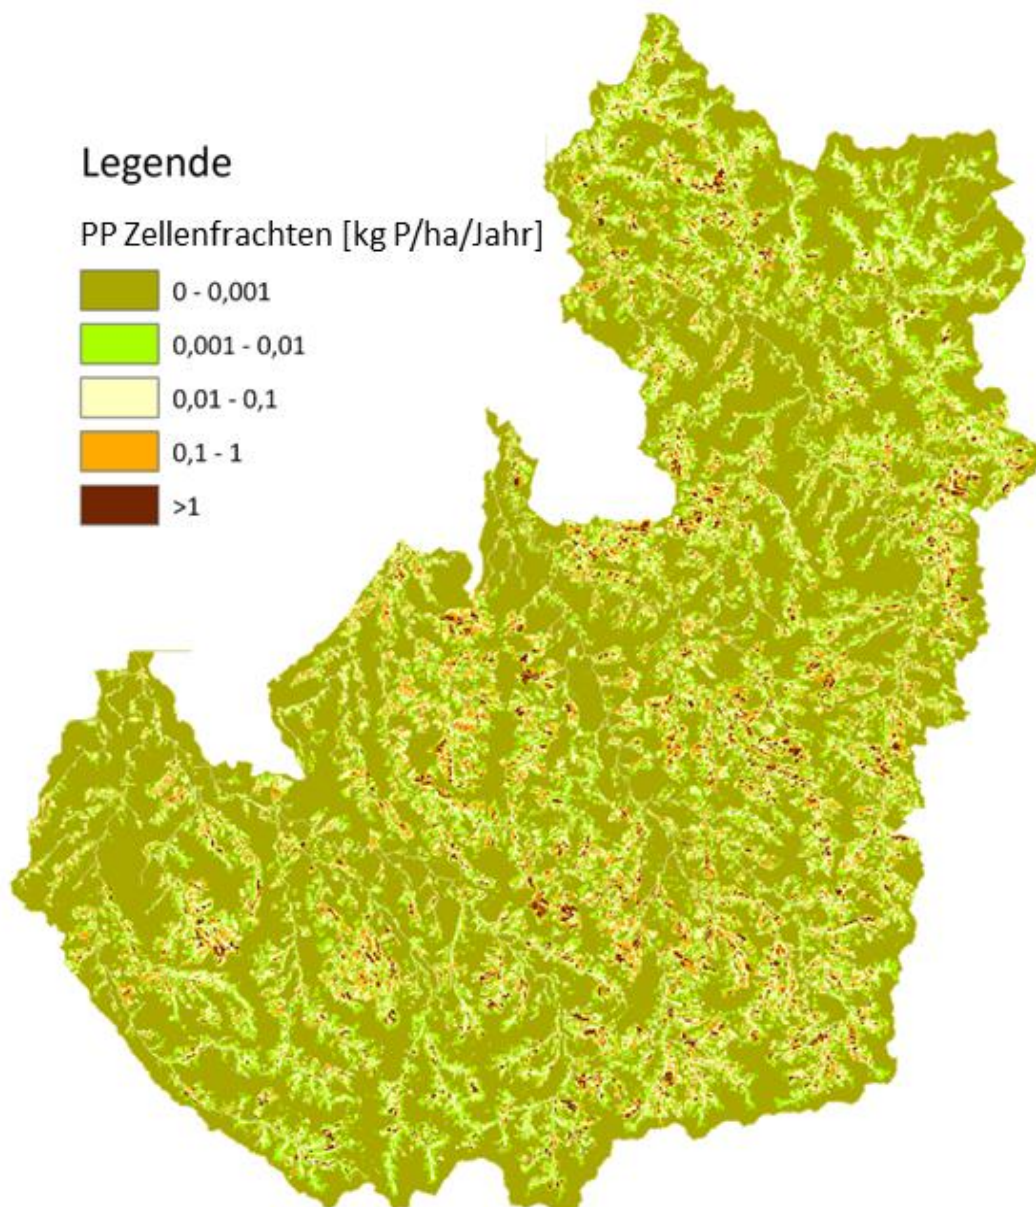 Legende
PP Zellenfrachten [kg P/ha/Jahr]
0 - 0,001
0,001 - 0,01
0,01 - 0,1
0,1 - 1
>1